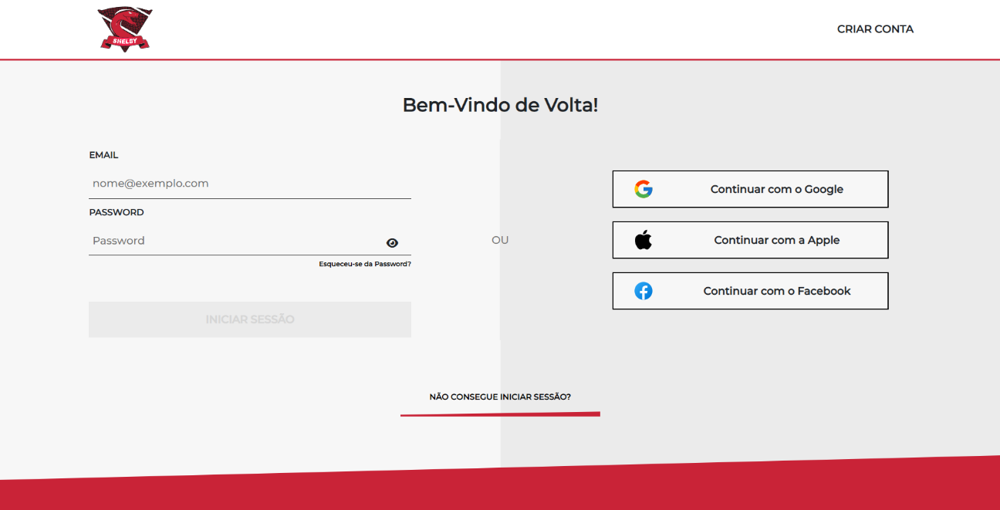 SHELBY
CRIAR CONTA
Bem-Vindo de Volta!
EMAIL
nome@exemplo.com
PASSWORD
Password
Esqueceu-se da Password?
INICIAR SESSÃO
OU
Continuar com o Google
Continuar com a Apple
Continuar com o Facebook
NÃO CONSEGUE INICIAR SESSÃO?